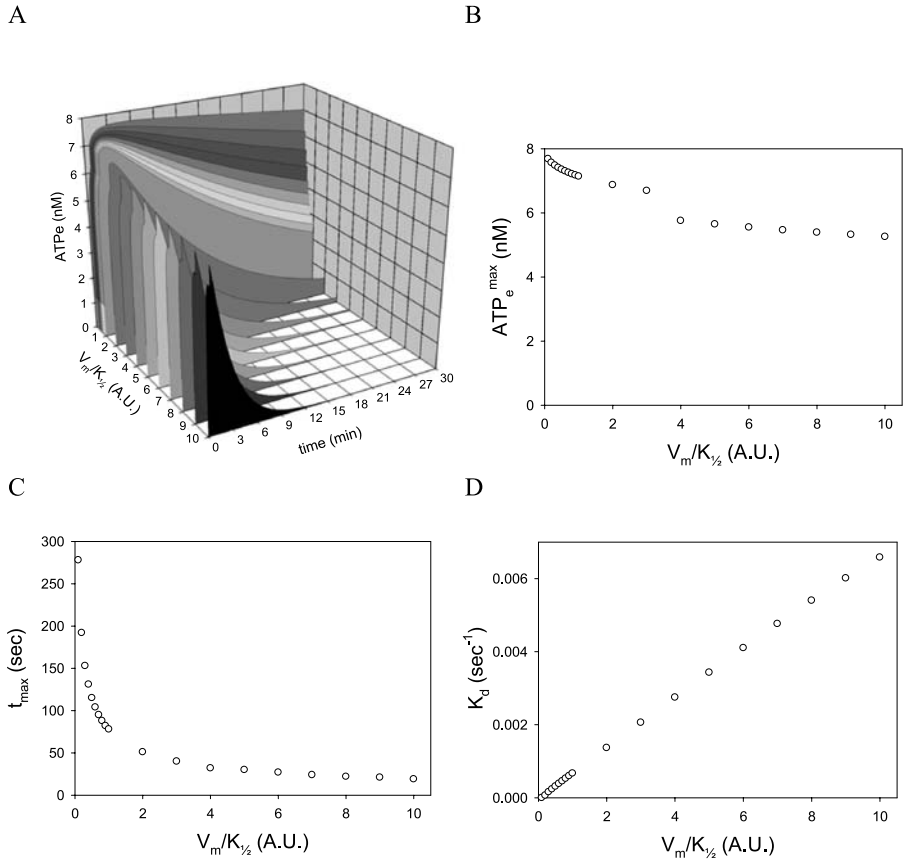 A
8
7
6
5
4
3
2
1
0
ATPe (nM)
1
2
3
4
5
6
7
8
9
10
Vm/K½ (A.U.)
0
3
6
9
12
15
18
21
24
27
30
time (min)
B
8
6
4
2
0
ATPe max (nM)
0 2 4 6 8 10
Vm/K½ (A.U.)
C
300
250
200
150
100
50
0
tmax (sec)
0 2 4 6 8 10
Vm/K½ (A.U.)
D
0.006
0.004
0.002
0.000
Kd (sec-1)
0 2 4 6 8 10
Vm/K½ (A.U.)